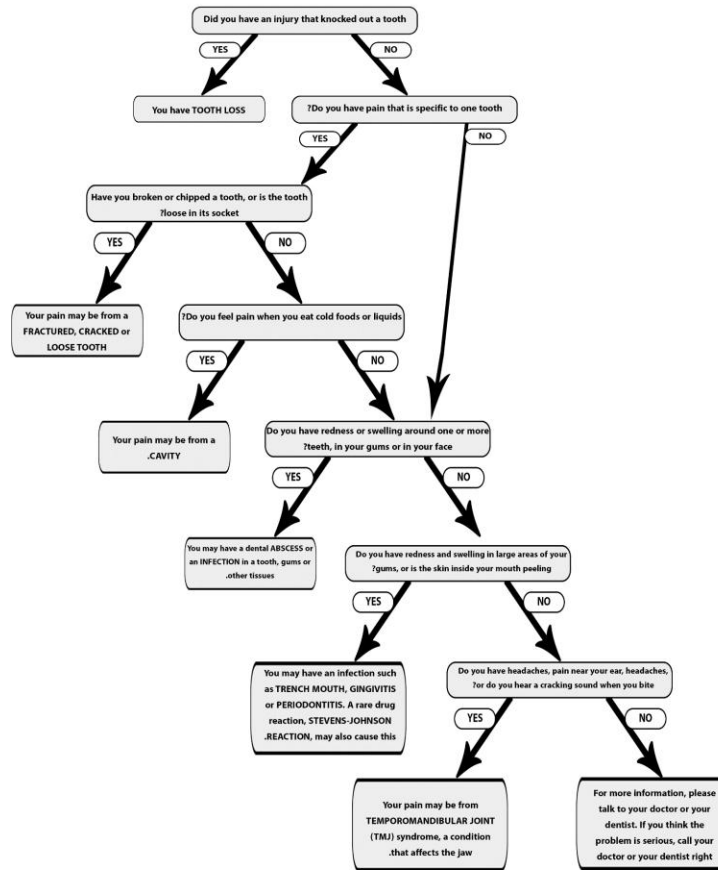 Did you have an injury that knocked out a tooth
YES
NO
You have TOOTH LOSS
?Do you have pain that is specific to one tooth
YES
NO
Have you broken or chipped a tooth, or is the tooth
?loose in its socket
YES
NO
Your pain may be from a
FRACTURED, CRACKED or
LOOSE TOOTH
?Do you feel pain when you eat cold foods or liquids
YES
NO
Your pain may be from a
.CAVITY
Do you have redness or swelling around one or more
?teeth, in your gums or in your face
YES
NO
You may have a dental ABSCESS or
an INFECTION in a tooth, gums or
.other tissues
Do you have redness and swelling in large areas of your
?gums, or is the skin inside your mouth peeling
YES
NO
You may have an infection such
as TRENCH MOUTH, GINGIVITIS
or PERIODONTITIS. A rare drug
reaction, STEVENS-JOHNSON
.REACTION, may also cause this
Do you have headaches, pain near your ear, headaches,
?or do you hear a cracking sound when you bite
YES
NO
Your pain may be from
TEMPOROMANDIBULAR JOINT
(TMJ) syndrome, a condition
.that affects the jaw
For more information, please
talk to your doctor or your
dentist. If you think the
problem is serious, call your
doctor or your dentist right